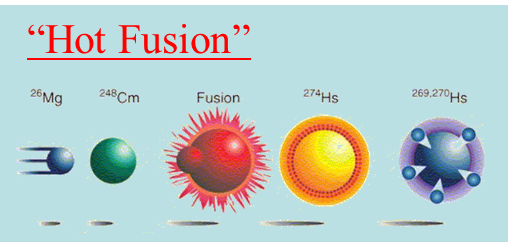 “Hot Fusion”
²⁶Mg ²⁴⁸Cm Fusion ²⁷⁴Hs ²⁶⁹,²⁷⁰Hs